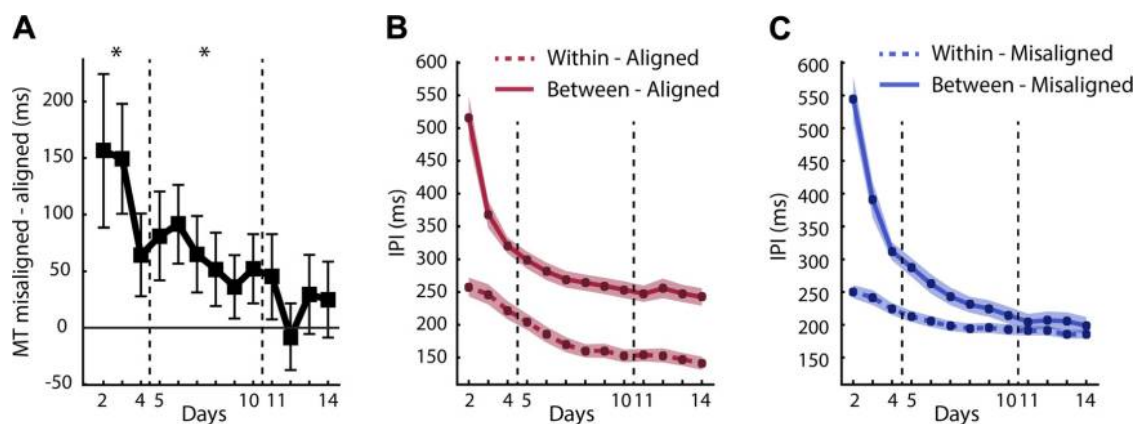 A
* *
MT misaligned - aligned (ms)
200
150
100
50
0
-50
2 4 5 10 11 14
Days
B
Within - Aligned
Between - Aligned
IPI (ms)
600
550
500
450
400
350
300
250
200
150
2 4 5 10 11 14
Days
C
Within - Misaligned
Between - Misaligned
IPI (ms)
600
550
500
450
400
350
300
250
200
150
2 4 5 10 11 14
Days